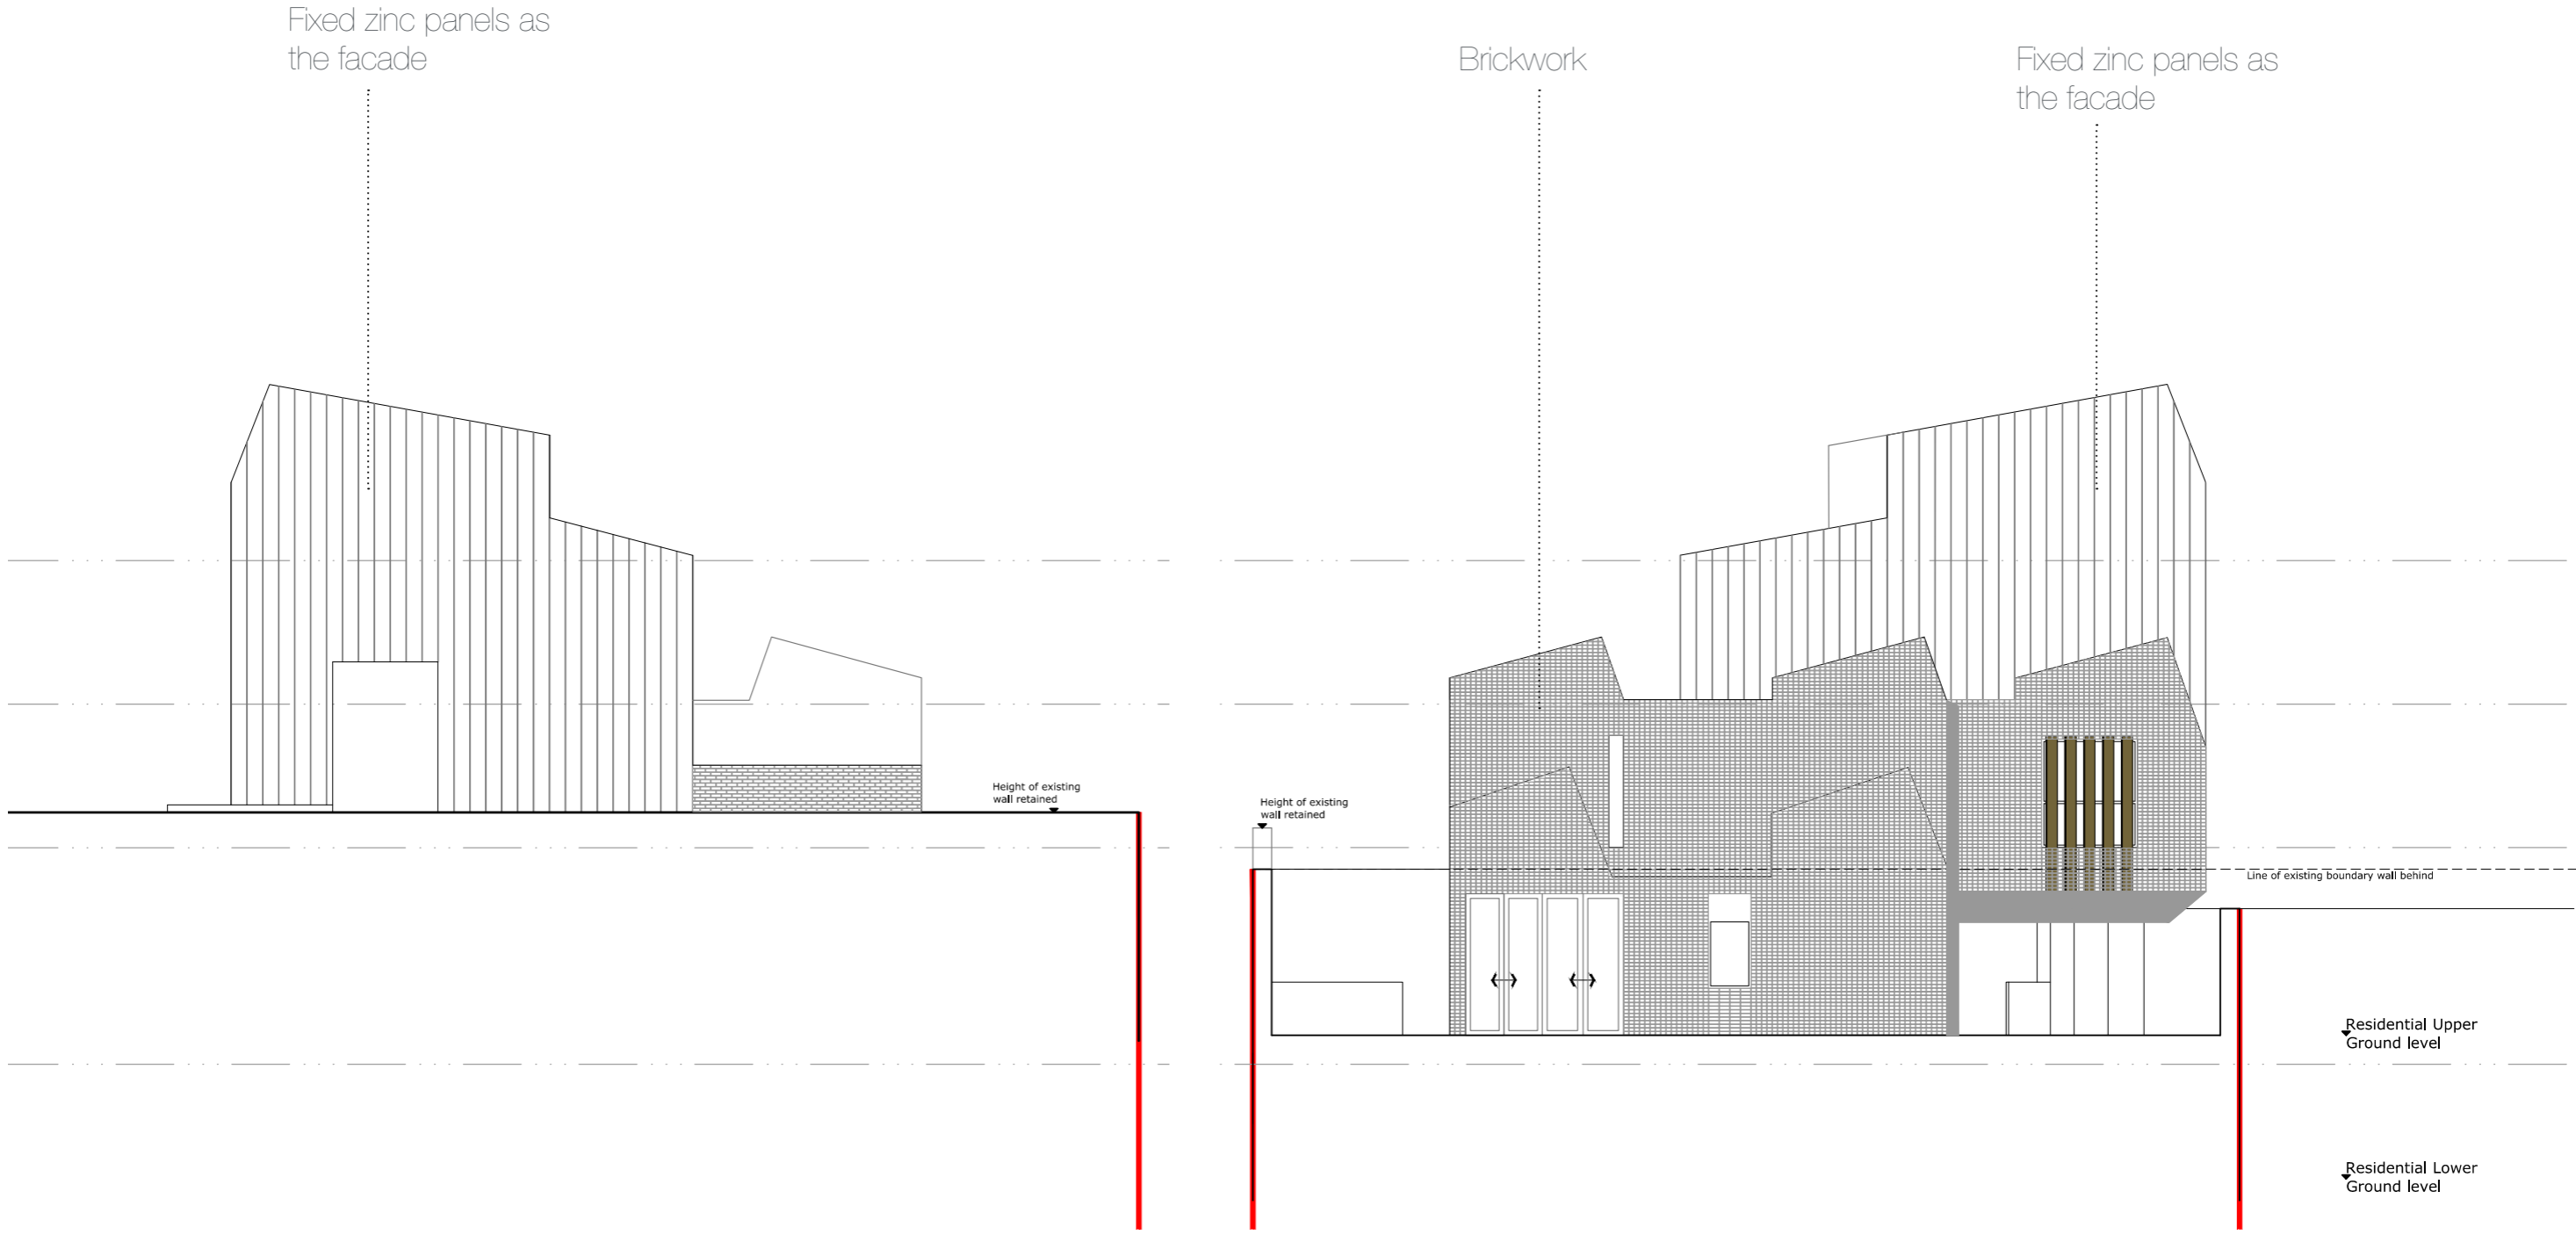 Fixed zinc panels as
the facade
Brickwork
Fixed zinc panels as
the facade
Height of existing
wall retained
Height of existing
wall retained
Line of existing boundary wall behind
Residential Upper
Ground level
Residential Lower
Ground level